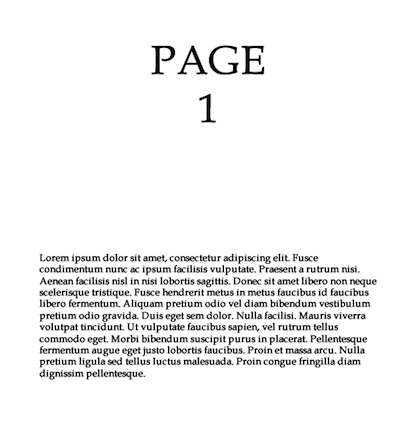 PAGE
1
Lorem ipsum dolor sit amet, consectetur adipiscing elit. Fusce
condimentum nunc ac ipsum facilisis vulputate. Praesent a rutrum nisi.
Aenean facilisis nisl in nisi lobortis sagittis. Donec sit amet libero non neque
scelerisque tristique. Fusce hendrerit metus in metus faucibus id faucibus
libero fermentum. Aliquam pretium odio vel diam bibendum vestibulum
pretium odio gravida. Duis eget sem dolor. Nulla facilisi. Mauris viverra
volutpat tincidunt. Ut vulputate faucibus sapien, vel rutrum tellus
commodo eget. Morbi bibendum suscipit purus in placerat. Pellentesque
fermentum augue eget justo lobortis faucibus. Proin et massa arcu. Nulla
pretium ligula sed tellus luctus malesuada. Proin congue fringilla diam
dignissim pellentesque.